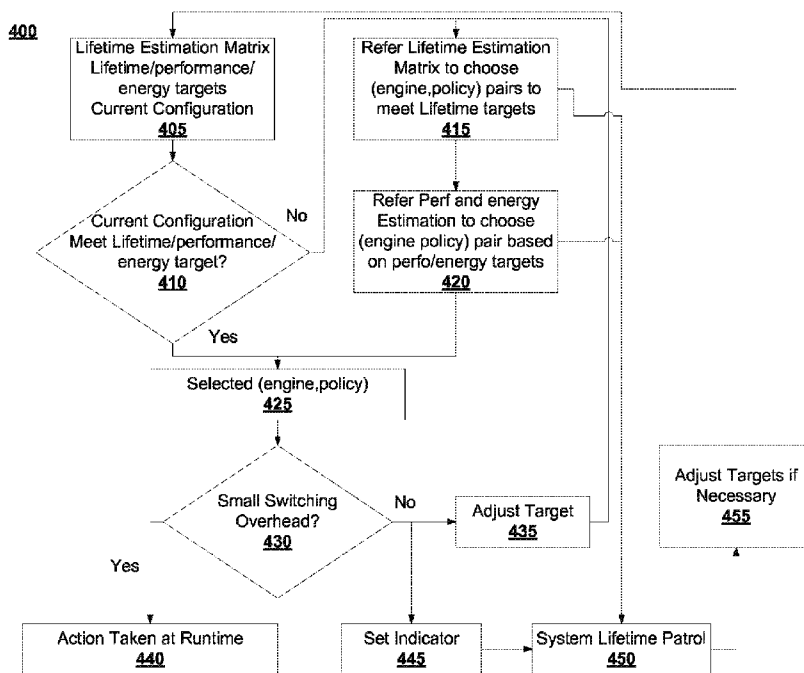 400
Lifetime Estimation Matrix
Lifetime/performance/
energy targets
Current Configuration
405
Refer Lifetime Estimation
Matrix to choose
(engine,policy) pairs to
meet Lifetime targets
415
Current Configuration
Meet Lifetime/performance/
energy target?
410
No
Refer Perf and energy
Estimation to choose
(engine policy) pair based
on perfo/energy targets
420
Yes
Selected (engine,policy)
425
Small Switching
Overhead?
430
No
Adjust Target
435
Adjust Targets if
Necessary
455
Yes
Action Taken at Runtime
440
Set Indicator
445
System Lifetime Patrol
450